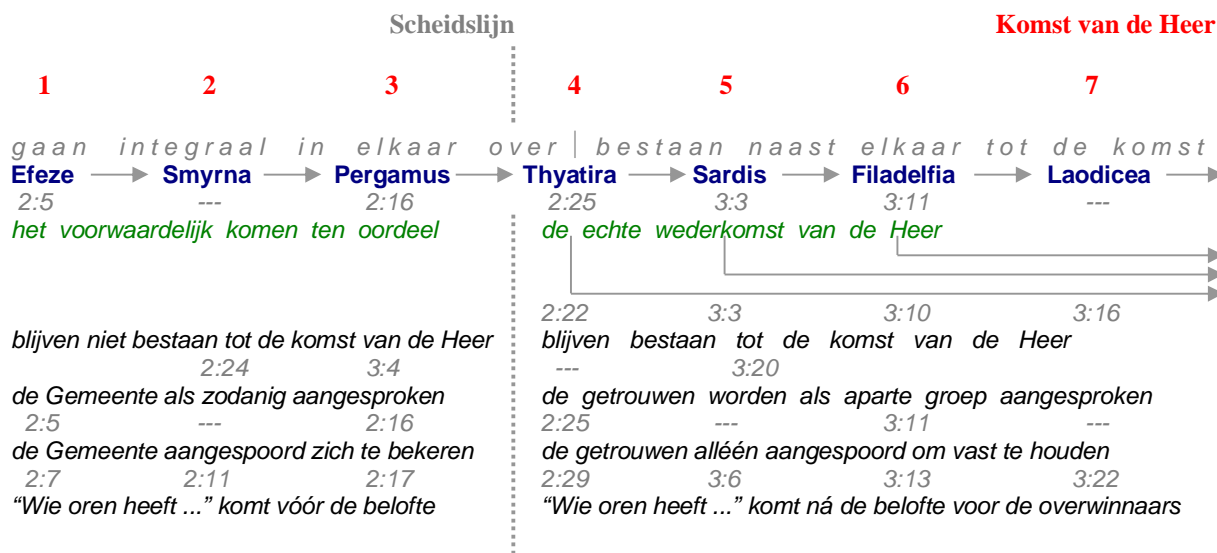 Scheidslijn Komst van de Heer
1 2 3 4 5 6 7
gaan integraal in elkaar over bestaan naast elkaar tot de komst
Efeze Smyrna Pergamus Thyatira Sardis Filadelfia Laodicea
2:5 --- 2:16 2:25 3:3 3:11 ---
het voorwaardelijk komen ten oordeel de echte wederkomst van de Heer
2:22 3:3 3:10 3:16
blijven niet bestaan tot de komst van de Heer blijven bestaan tot de komst van de Heer
2:24 3:4 --- 3:20
de Gemeente als zodanig aangesproken de getrouwen worden als aparte groep aangesproken
2:5 --- 2:16 2:25 --- 3:11 ---
de Gemeente aangespoord zich te bekeren de getrouwen alléén aangespoord om vast te houden
2:7 2:11 2:17 2:29 3:6 3:13 3:22
“Wie oren heeft ...” komt vóór de belofte “Wie oren heeft ...” komt ná de belofte voor de overwinnaars